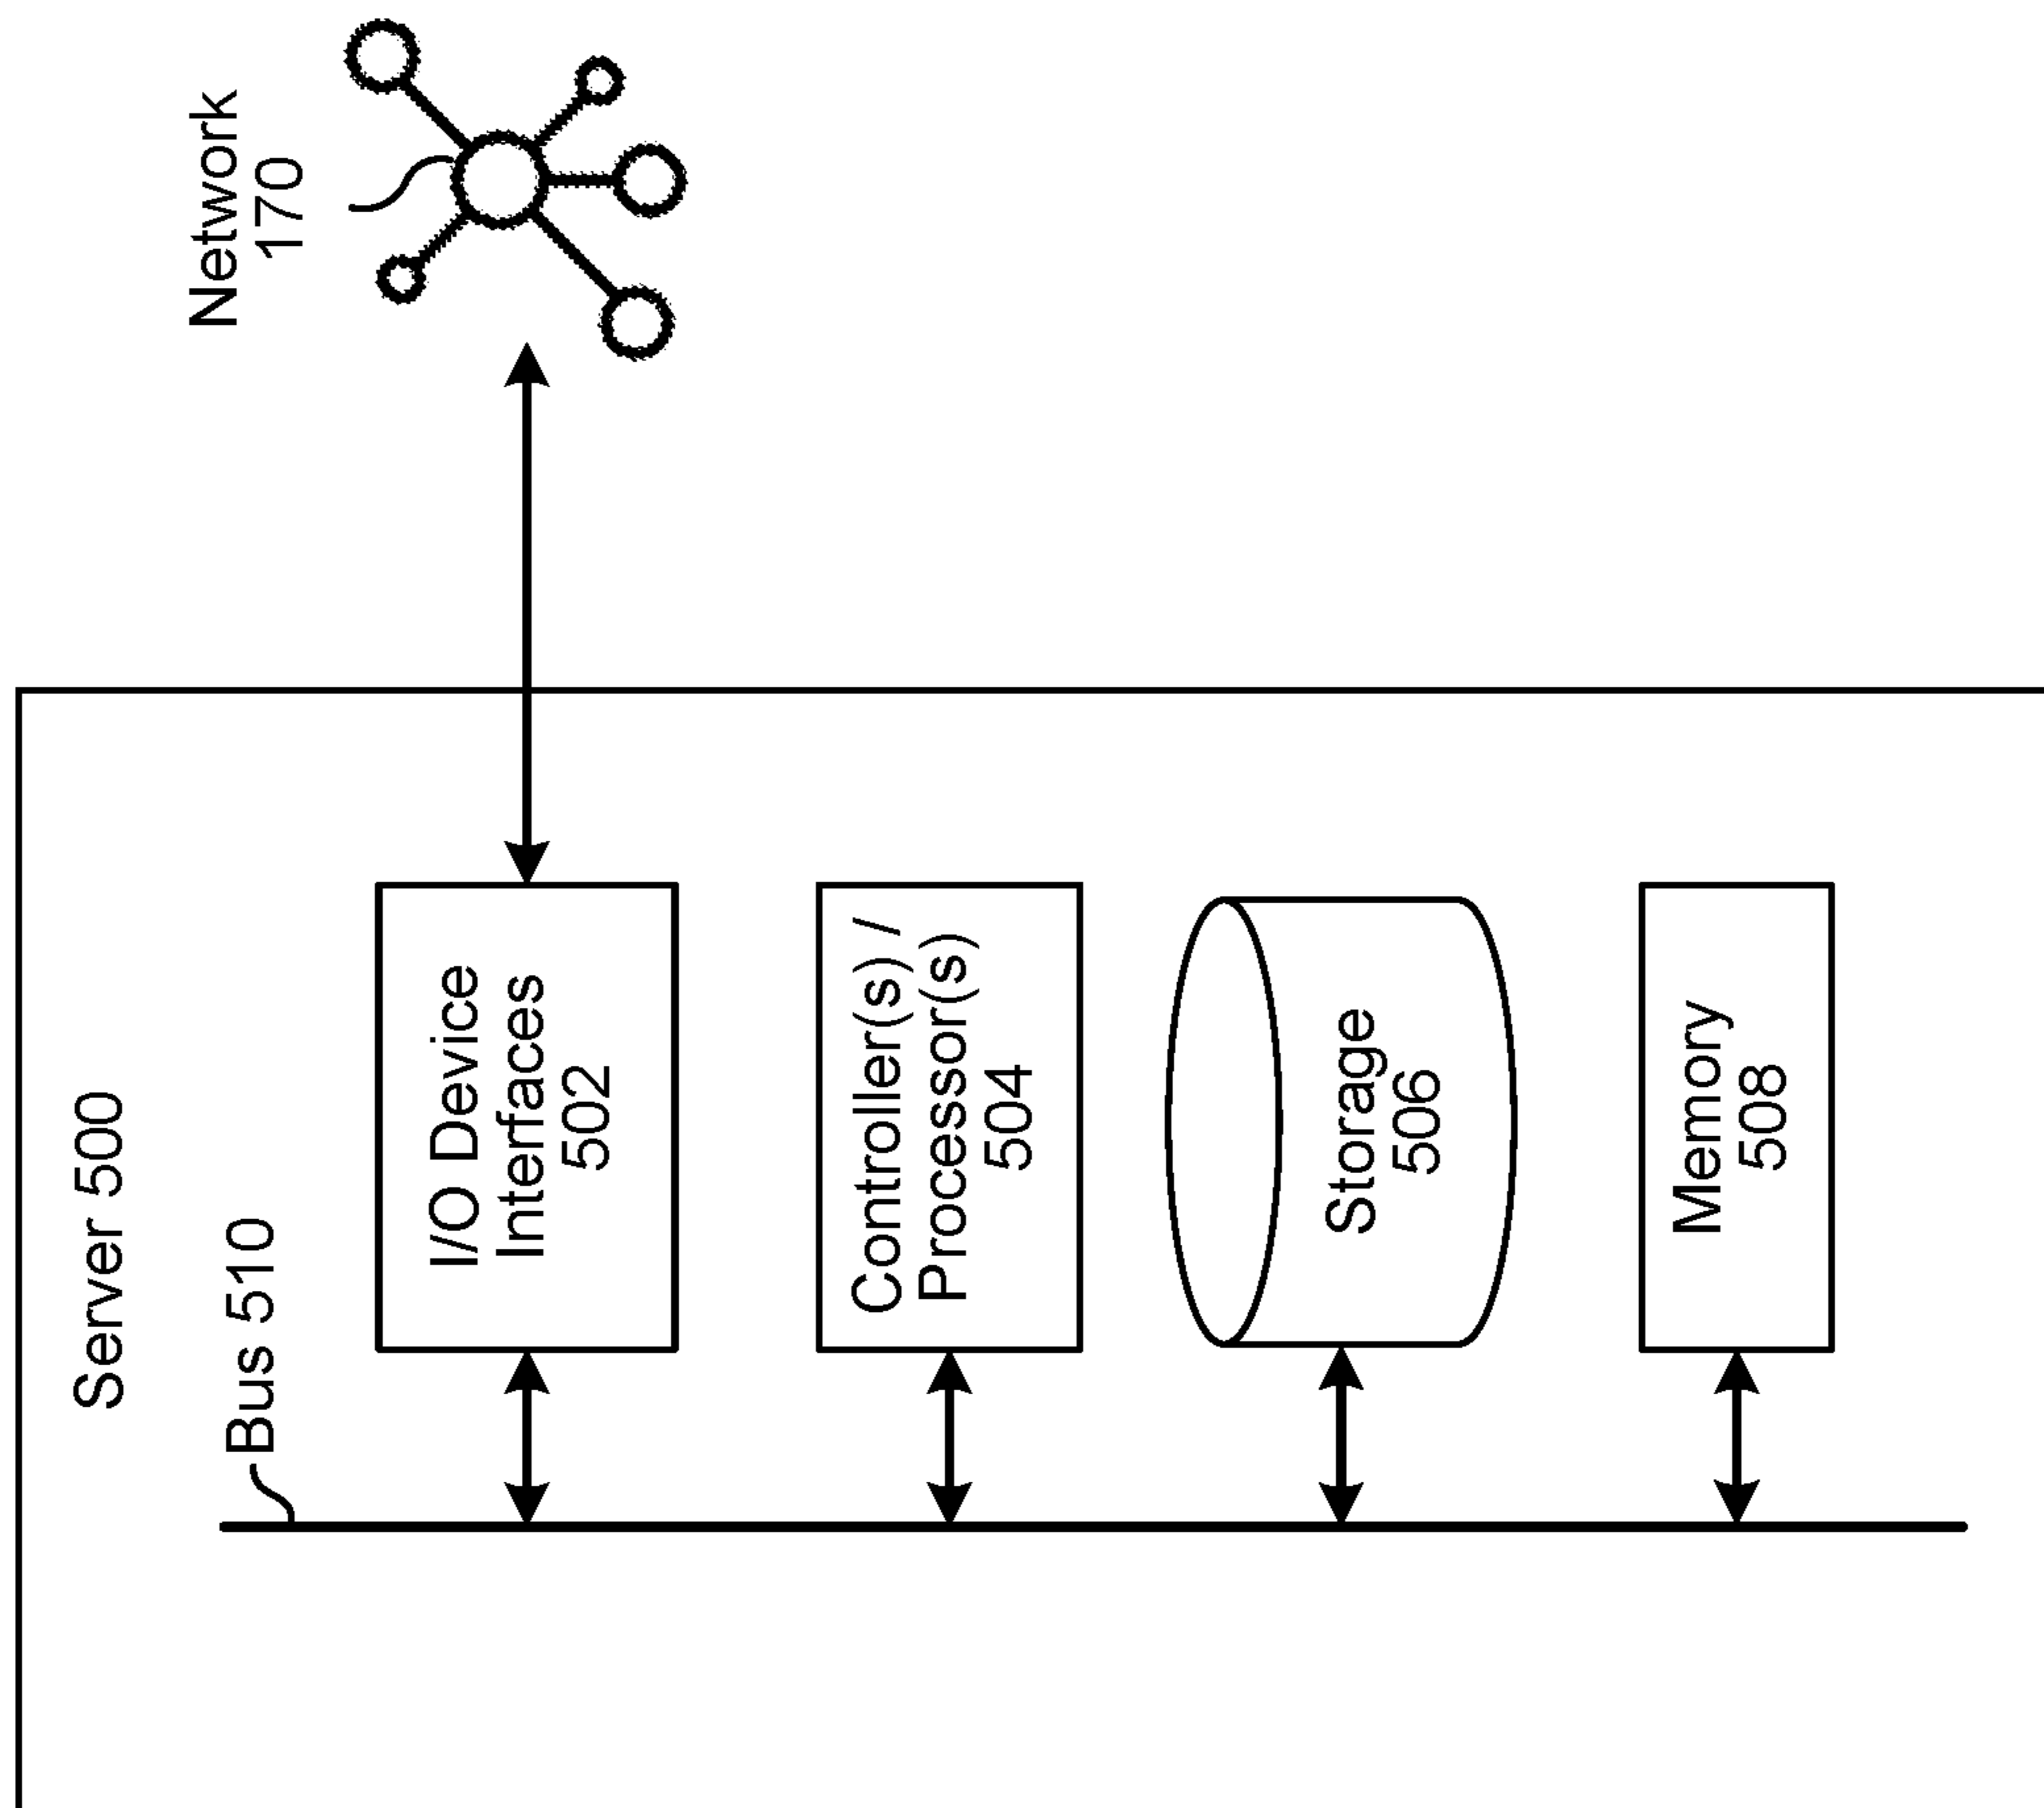 Server 500
Bus 510
I/O Device
Interfaces
502
Controller(s) /
Processor(s)
504
Storage
506
Memory
508
Network
170